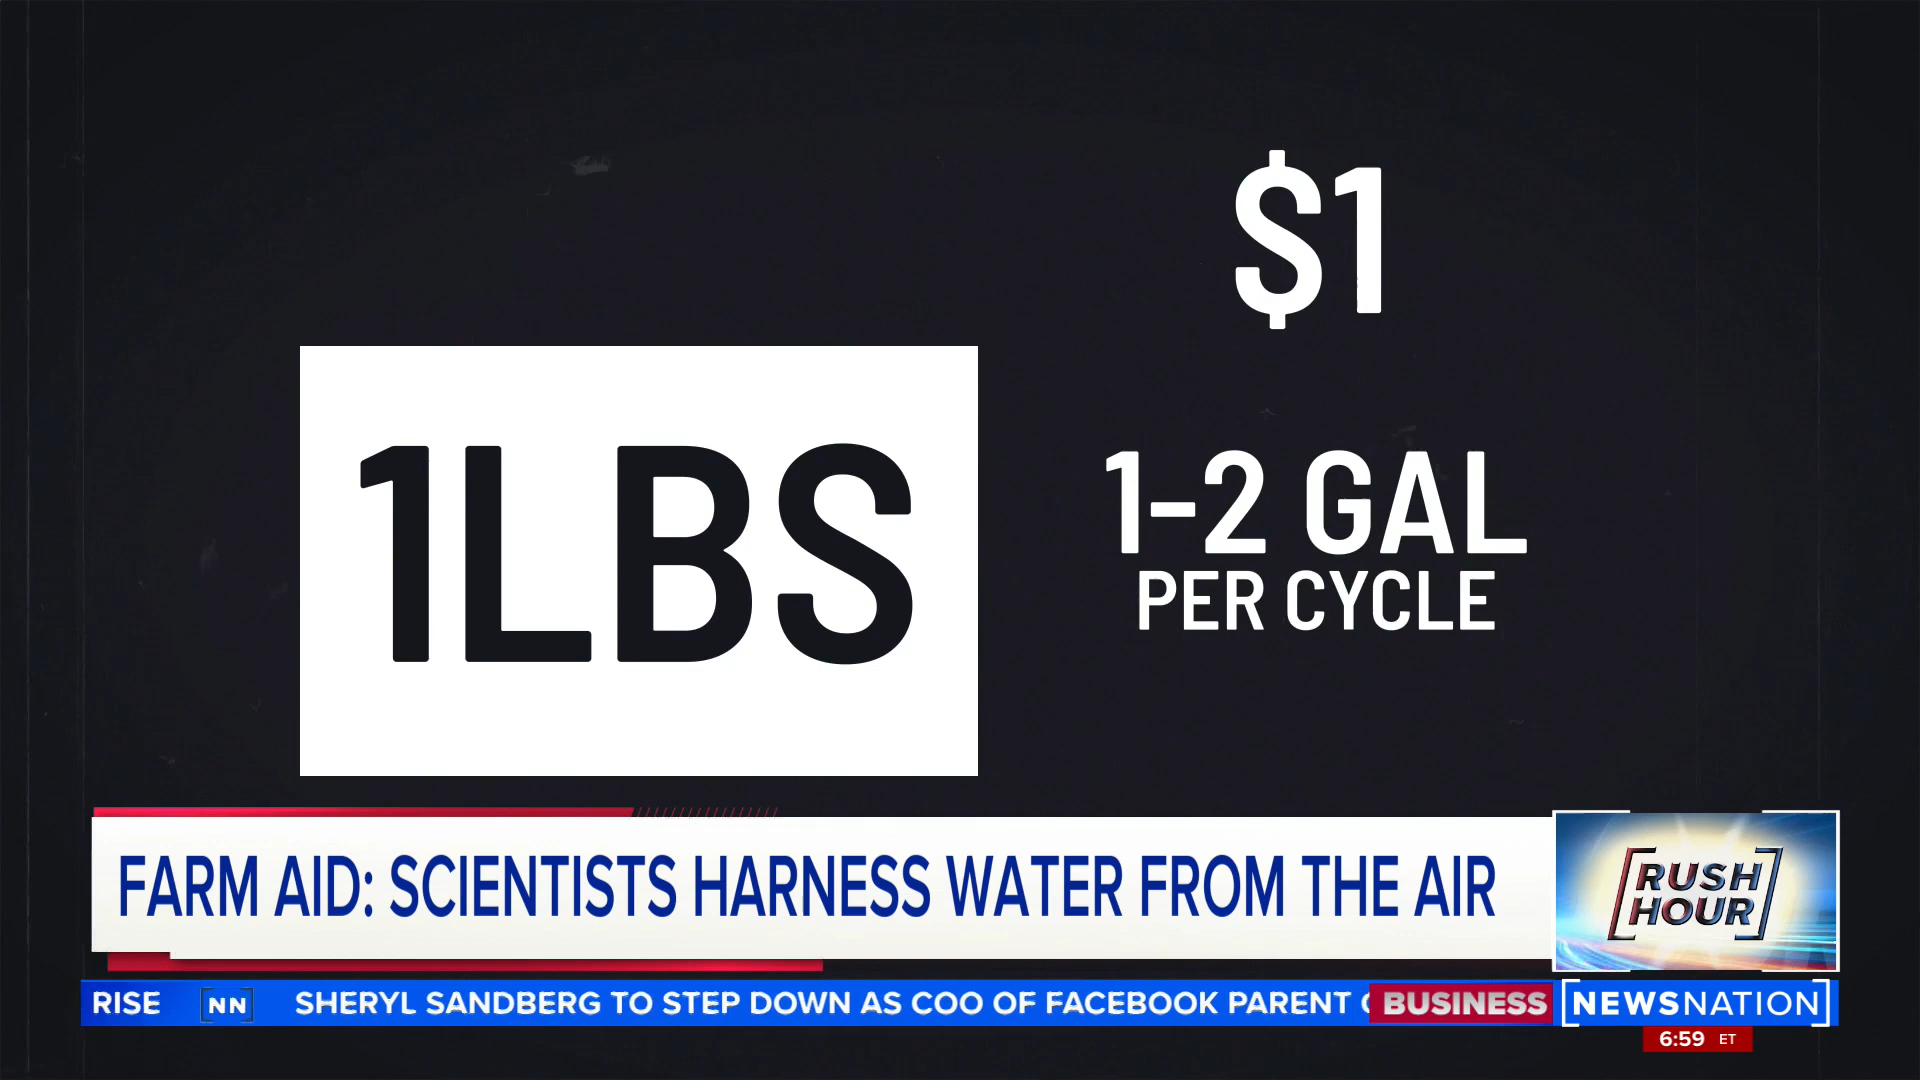 $1
1LBS
1-2 GAL
PER CYCLE
FARM AID: SCIENTISTS HARNESS WATER FROM THE AIR
RUSH
HOUR
RISE NN SHERYL SANDBERG TO STEP DOWN AS COO OF FACEBOOK PARENT BUSINESS NEWSNATION
6:59 ET